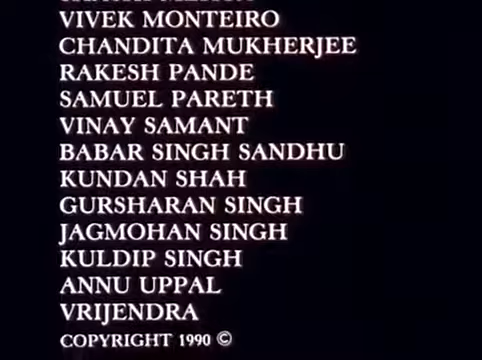 VIVEK MONTEIRO
CHANDITA MUKHERJEE
RAKESH PANDE
SAMUEL PARETH
VINAY SAMANT
BABAR SINGH SANDHU
KUNDAN SHAH
GURSHARAN SINGH
JAGMOHAN SINGH
KULDIP SINGH
ANNU UPPAL
VRIJENDRA
COPYRIGHT 1990 ©